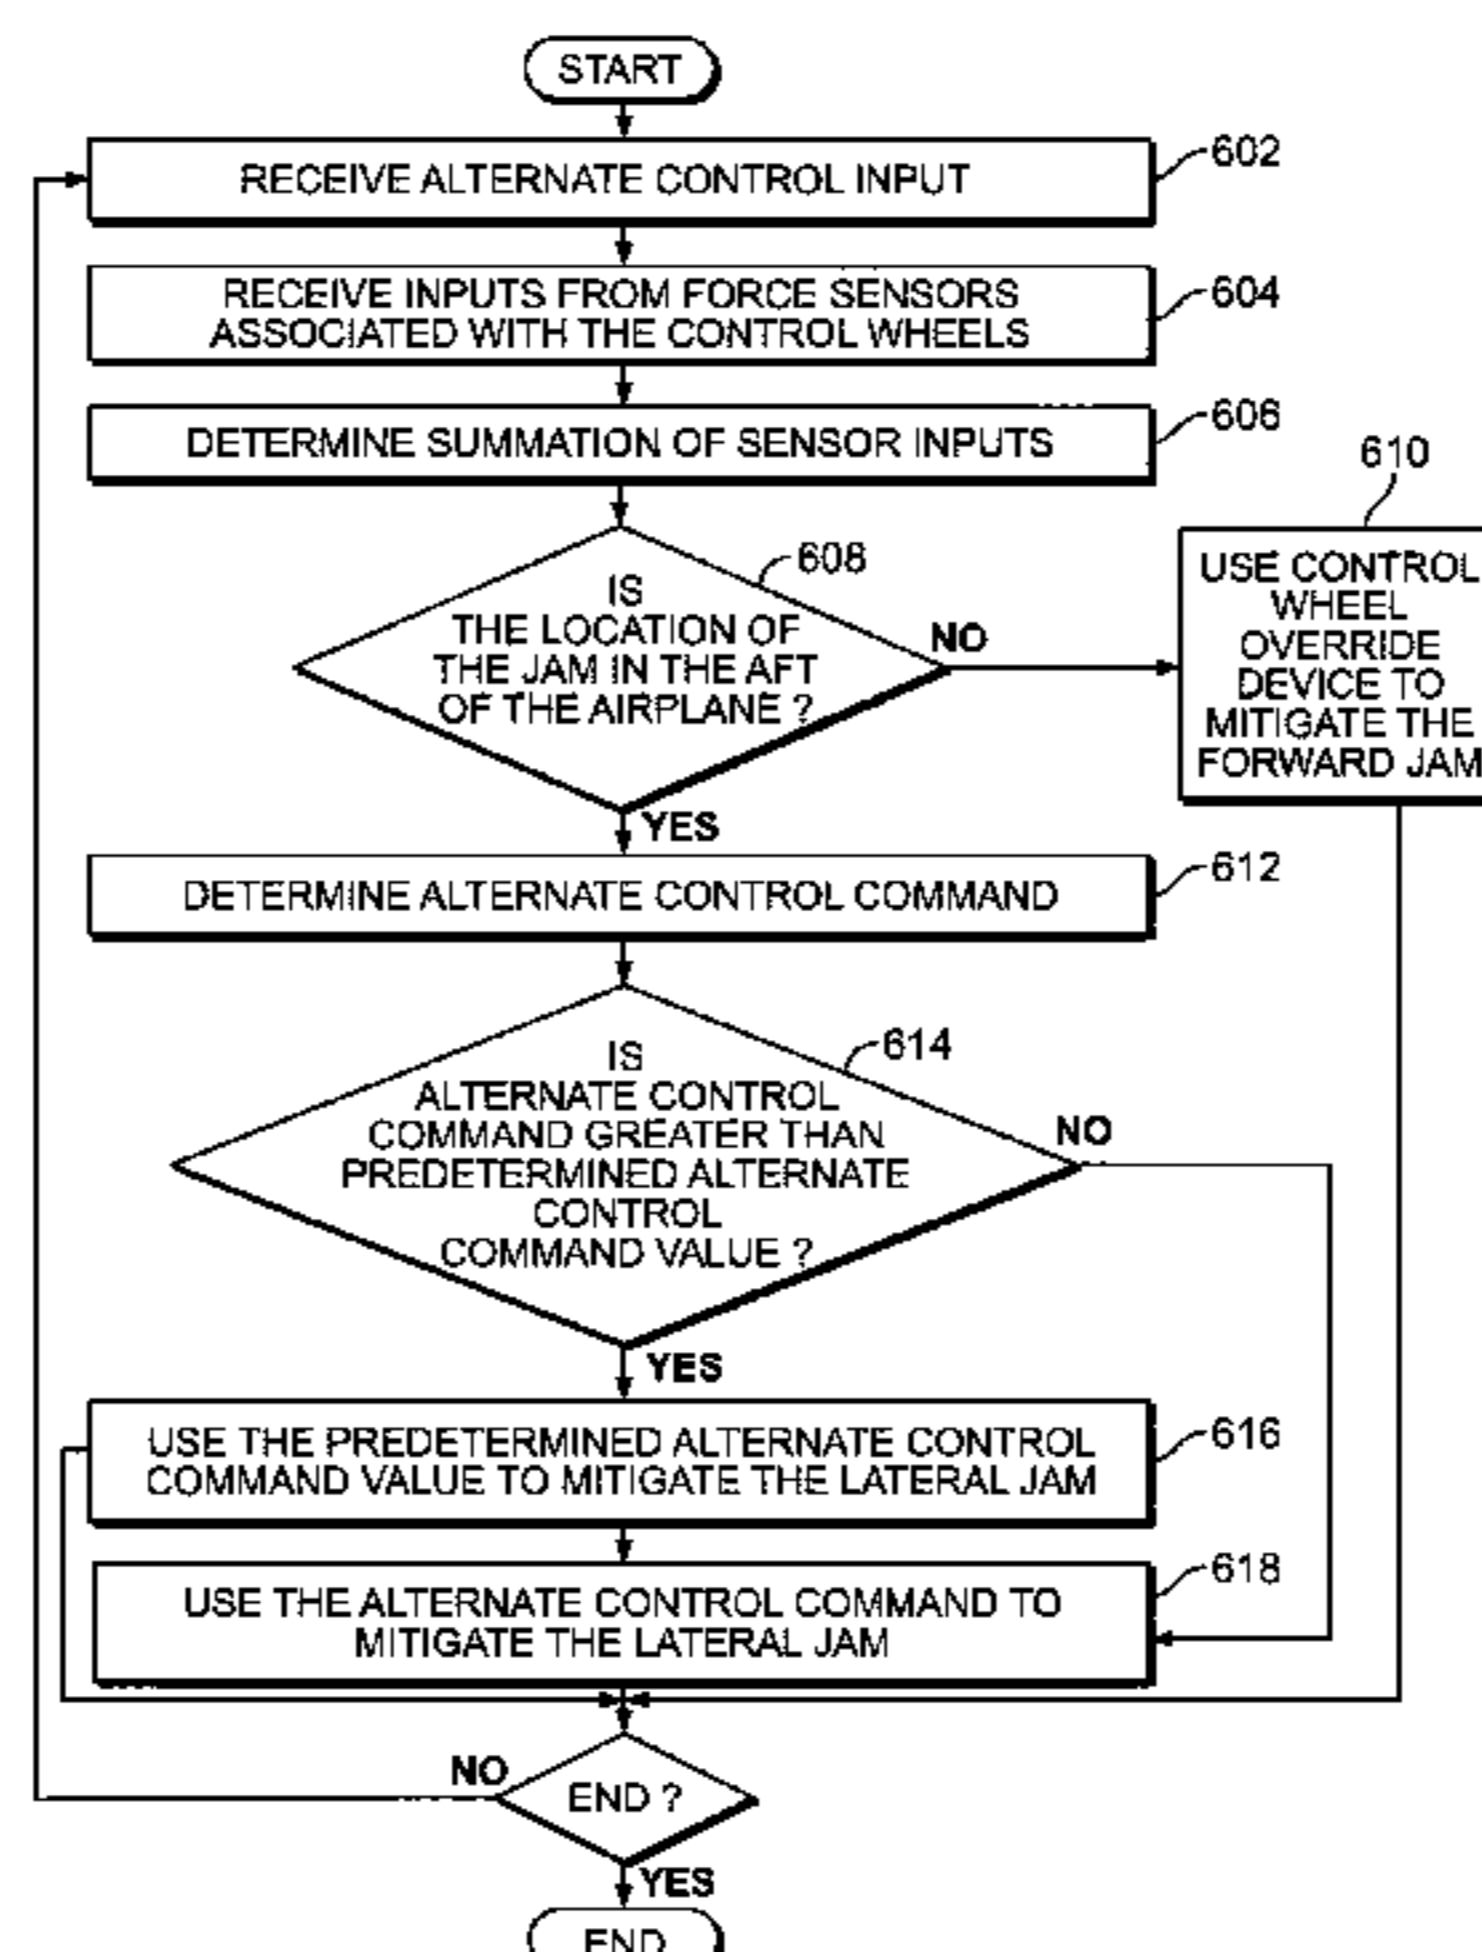 START
RECEIVE ALTERNATE CONTROL INPUT
602
RECEIVE INPUTS FROM FORCE SENSORS
ASSOCIATED WITH THE CONTROL WHEELS
604
DETERMINE SUMMATION OF SENSOR INPUTS
606
608
IS
THE LOCATION OF
THE JAM IN THE AFT
OF THE AIRPLANE ?
NO
610
USE CONTROL
WHEEL
OVERRIDE
DEVICE TO
MITIGATE THE
FORWARD JAM
YES
DETERMINE ALTERNATE CONTROL COMMAND
612
614
IS
ALTERNATE CONTROL
COMMAND GREATER THAN
PREDETERMINED ALTERNATE
CONTROL
COMMAND VALUE ?
NO
YES
USE THE PREDETERMINED ALTERNATE CONTROL
COMMAND VALUE TO MITIGATE THE LATERAL JAM
616
USE THE ALTERNATE CONTROL COMMAND TO
MITIGATE THE LATERAL JAM
618
NO
END ?
YES
END